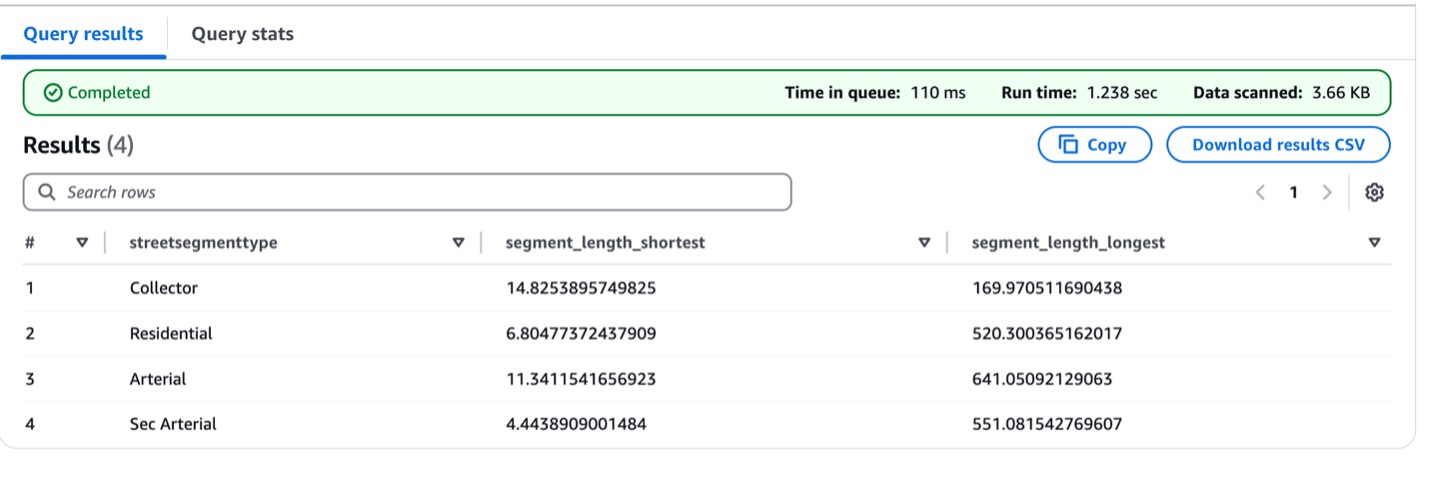 Query results Query stats
Completed Time in queue: 110 ms Run time: 1.238 sec Data scanned: 3.66 KB
Results (4) Copy Download results CSV
Search rows 1
# streetsegmenttype segment_length_shortest segment_length_longest
1 Collector 14.8253895749825 169.970511690438
2 Residential 6.80477372437909 520.300365162017
3 Arterial 11.3411541656923 641.05092129063
4 Sec Arterial 4.4438909001484 551.081542769607